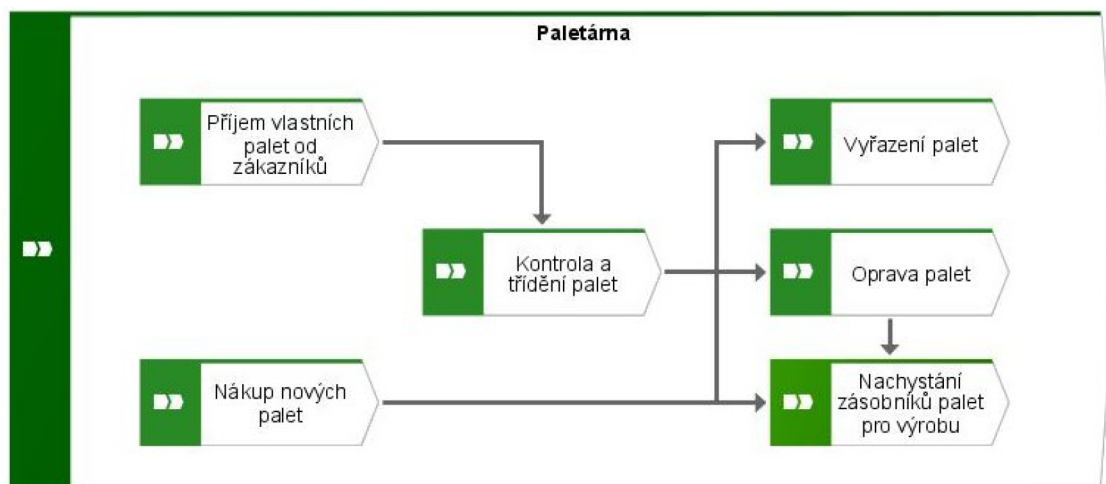 Paletárna
Příjem vlastních
palet od
zákazníků
Vyřazení palet
Kontrola a
třídění palet
Oprava palet
Nákup nových
palet
Nachystání
zásobníků palet
pro výrobu